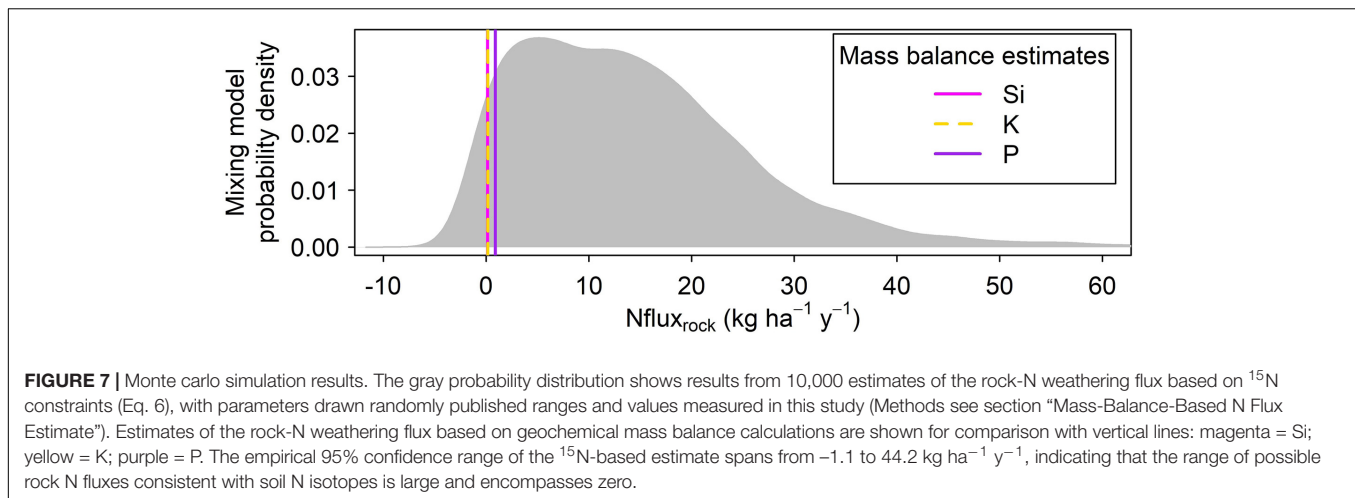 Mixing model
probability density
0.03
0.02
0.01
0.00
-10 0 10 20 30 40 50 60
Nflux_rock (kg ha⁻¹ y⁻¹)
Mass balance estimates
Si
K
P
FIGURE 7 | Monte carlo simulation results. The gray probability distribution shows results from 10,000 estimates of the rock-N weathering flux based on ¹⁵N
constraints (Eq. 6), with parameters drawn randomly published ranges and values measured in this study (Methods see section “Mass-Balance-Based N Flux
Estimate”). Estimates of the rock-N weathering flux based on geochemical mass balance calculations are shown for comparison with vertical lines: magenta = Si;
yellow = K; purple = P. The empirical 95% confidence range of the ¹⁵N-based estimate spans from –1.1 to 44.2 kg ha⁻¹ y⁻¹, indicating that the range of possible
rock N fluxes consistent with soil N isotopes is large and encompasses zero.